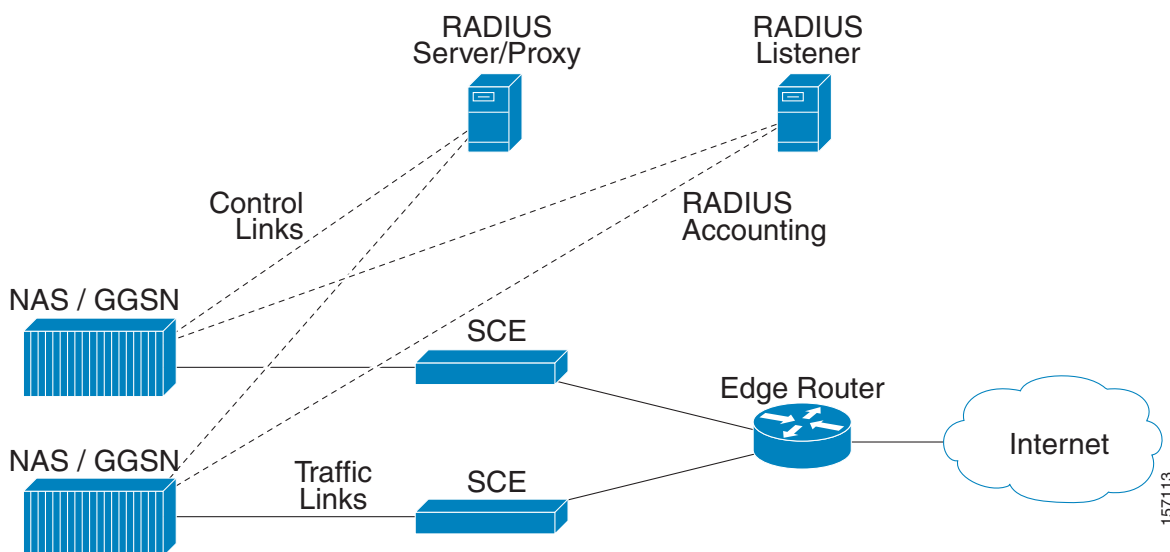 RADIUS
Server/Proxy
RADIUS
Listener
Control
Links
RADIUS
Accounting
NAS / GGSN
SCE
Edge Router
Internet
NAS / GGSN
Traffic
Links
SCE
157113